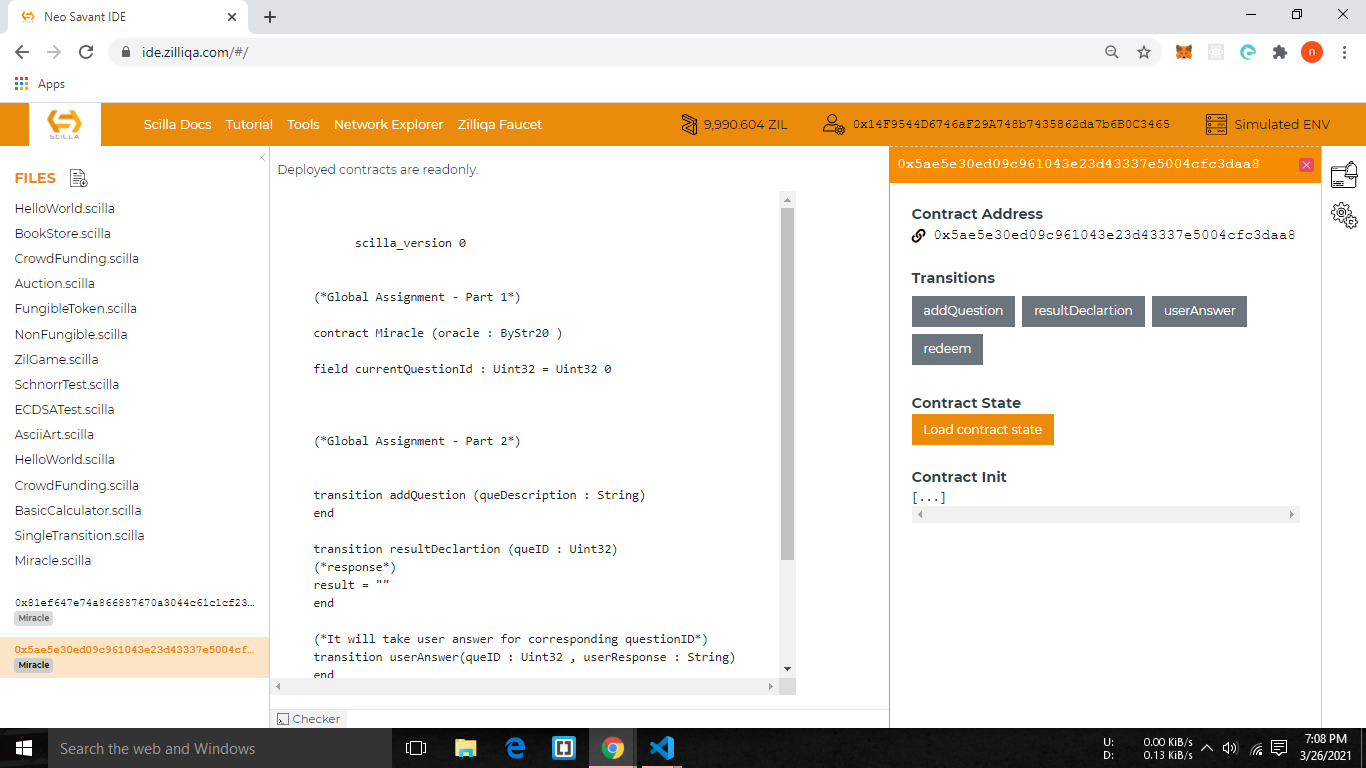 Neo Savant IDE
ide.zilliqa.com/#/
n
Apps
SCILLA
Scilla Docs Tutorial Tools Network Explorer Zilliqa Faucet
9,990.604 ZIL
0x14F9544D6746aF29A748b7435862da7b6B0C3465
Simulated ENV
FILES
HelloWorld.scilla
BookStore.scilla
CrowdFunding.scilla
Auction.scilla
FungibleToken.scilla
NonFungible.scilla
ZilGame.scilla
SchnorrTest.scilla
ECDSATest.scilla
AsciiArt.scilla
HelloWorld.scilla
CrowdFunding.scilla
BasicCalculator.scilla
SingleTransition.scilla
Miracle.scilla
0x81ef647e74a866887670a3044c61c1cf23...
Miracle
0x5ae5e30ed09c961043e23d43337e5004cf...
Miracle
Deployed contracts are readonly.
scilla_version 0
(*Global Assignment - Part 1*)
contract Miracle (oracle : ByStr20 )
field currentQuestionId : Uint32 = Uint32 0
(*Global Assignment - Part 2*)
transition addQuestion (queDescription : String)
end
transition resultDeclartion (queID : Uint32)
(*response*)
result = ""
end
(*It will take user answer for corresponding questionID*)
transition userAnswer(queID : Uint32 , userResponse : String)
end
Checker
0x5ae5e30ed09c961043e23d43337e5004cfc3daa8
Contract Address
0x5ae5e30ed09c961043e23d43337e5004cfc3daa8
Transitions
addQuestion resultDeclartion userAnswer
redeem
Contract State
Load contract state
Contract Init
[...]
Search the web and Windows
U: 0.00 KiB/s
D: 0.13 KiB/s
7:08 PM
3/26/2021